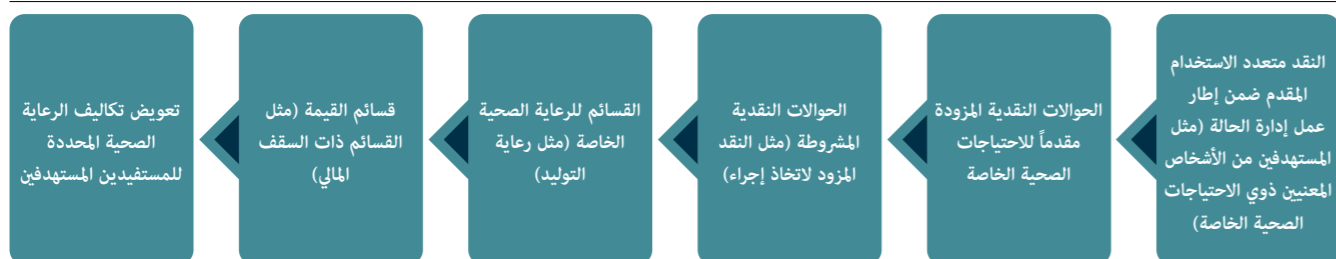 النقد متعدد الاستخدام
المقدم ضمن إطار
عمل إدارة الحالة (مثل
المستهدفين من الأشخاص
المعنيين ذوي الاحتياجات
الصحية الخاصة)
الحوالات النقدية المزودة
مقدماً للاحتياجات
الصحية الخاصة
الحوالات النقدية
المشروطة (مثل النقد
المزود لاتخاذ إجراء)
القسائم للرعاية الصحية
الخاصة (مثل رعاية
التوليد)
قسائم القيمة (مثل
القسائم ذات السقف
المالي)
تعويض تكاليف الرعاية
الصحية المحددة
للمستفيدين المستهدفين